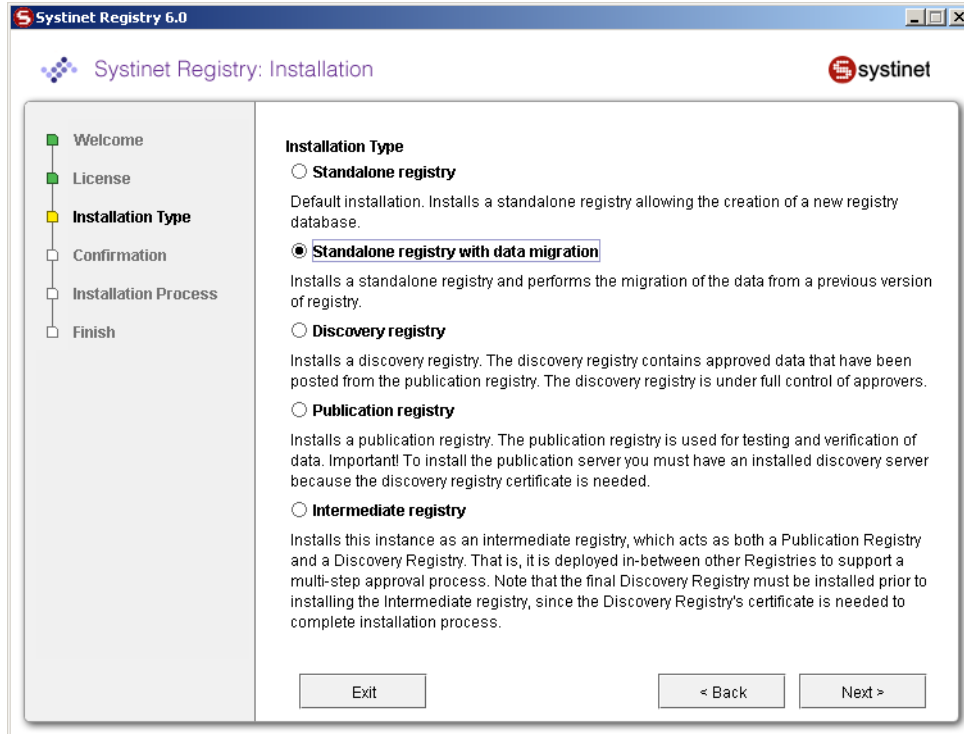 Systinet Registry 6.0
Systinet Registry: Installation
systinet
Welcome
License
Installation Type
Confirmation
Installation Process
Finish
Installation Type
Standalone registry
Default installation. Installs a standalone registry allowing the creation of a new registry
database.
Standalone registry with data migration
Installs a standalone registry and performs the migration of the data from a previous version
of registry.
Discovery registry
Installs a discovery registry. The discovery registry contains approved data that have been
posted from the publication registry. The discovery registry is under full control of approvers.
Publication registry
Installs a publication registry. The publication registry is used for testing and verification of
data. Important! To install the publication server you must have an installed discovery server
because the discovery registry certificate is needed.
Intermediate registry
Installs this instance as an intermediate registry, which acts as both a Publication Registry
and a Discovery Registry. That is, it is deployed in-between other Registries to support a
multi-step approval process. Note that the final Discovery Registry must be installed prior to
installing the Intermediate registry, since the Discovery Registry's certificate is needed to
complete installation process.
Exit
< Back
Next >